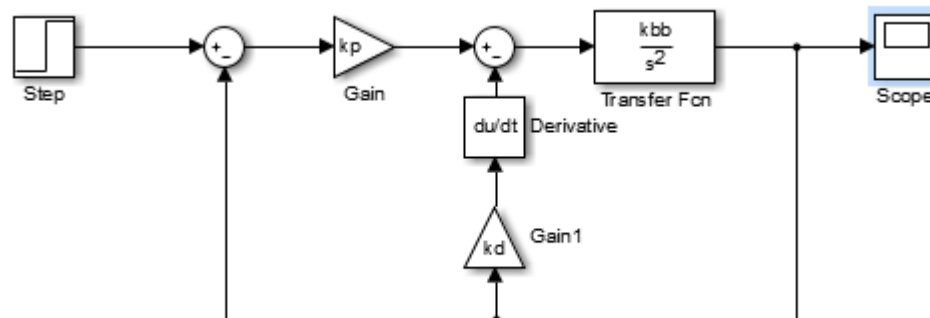 kbb
s2
kp
+
−
+
−
Step
Gain
Transfer Fcn
Scope
du/dt
Derivative
Gain1
kd